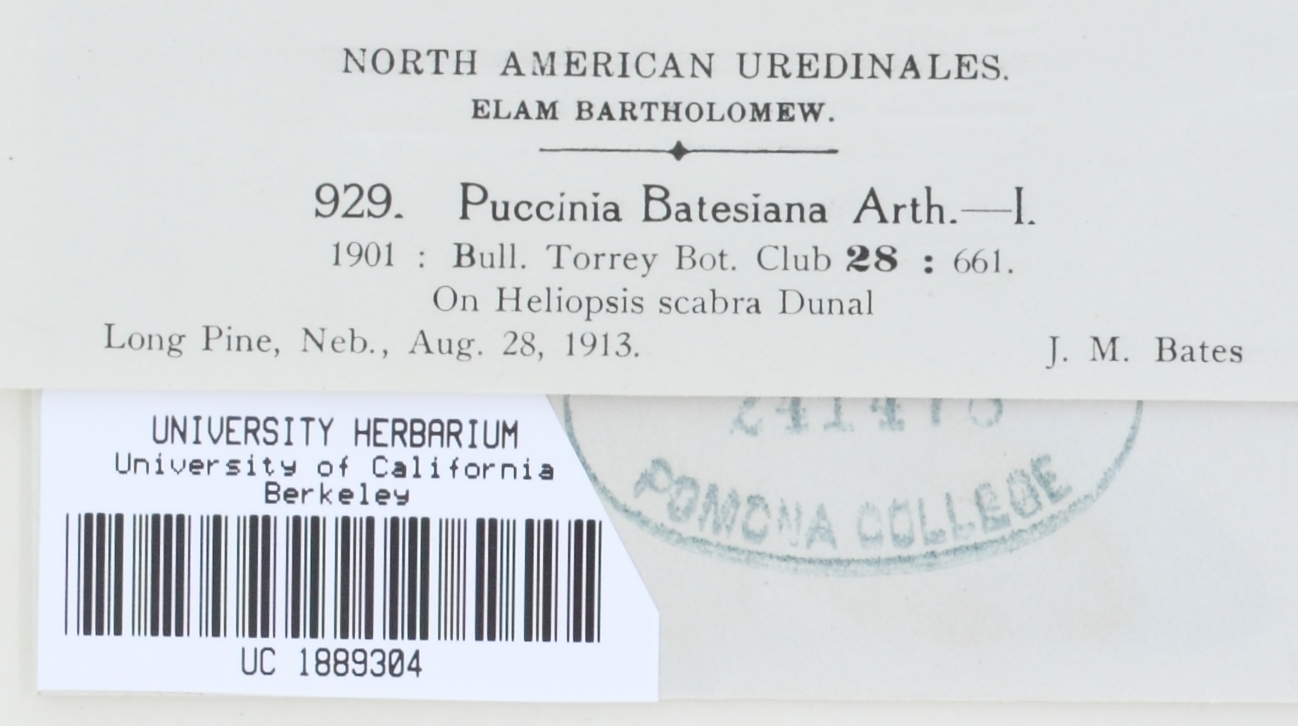 NORTH AMERICAN UREDINALES.
ELAM BARTHOLOMEW.
929. Puccinia Batesiana Arth.—I.
1901 : Bull. Torrey Bot. Club 28 : 661.
On Heliopsis scabra Dunal
Long Pine, Neb., Aug. 28, 1913. J. M. Bates
UNIVERSITY HERBARIUM
University of California
Berkeley
UC 1889304
POMONA COLLEGE